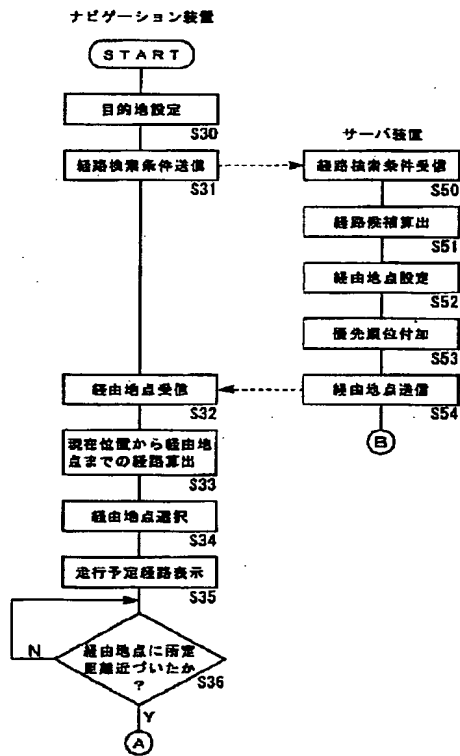 ナビゲーション装置
START
目的地設定
S30
サーバ装置
経路検索条件送信
S31
経路検索条件受信
S50
経路候補算出
S51
経由地点設定
S52
優先順位付加
S53
経由地点受信
S32
経由地点送信
S54
B
現在位置から経由地
点までの経路算出
S33
経由地点選択
S34
走行予定経路表示
S35
経由地点に所定
距離近づいたか
?
S36
N
Y
A